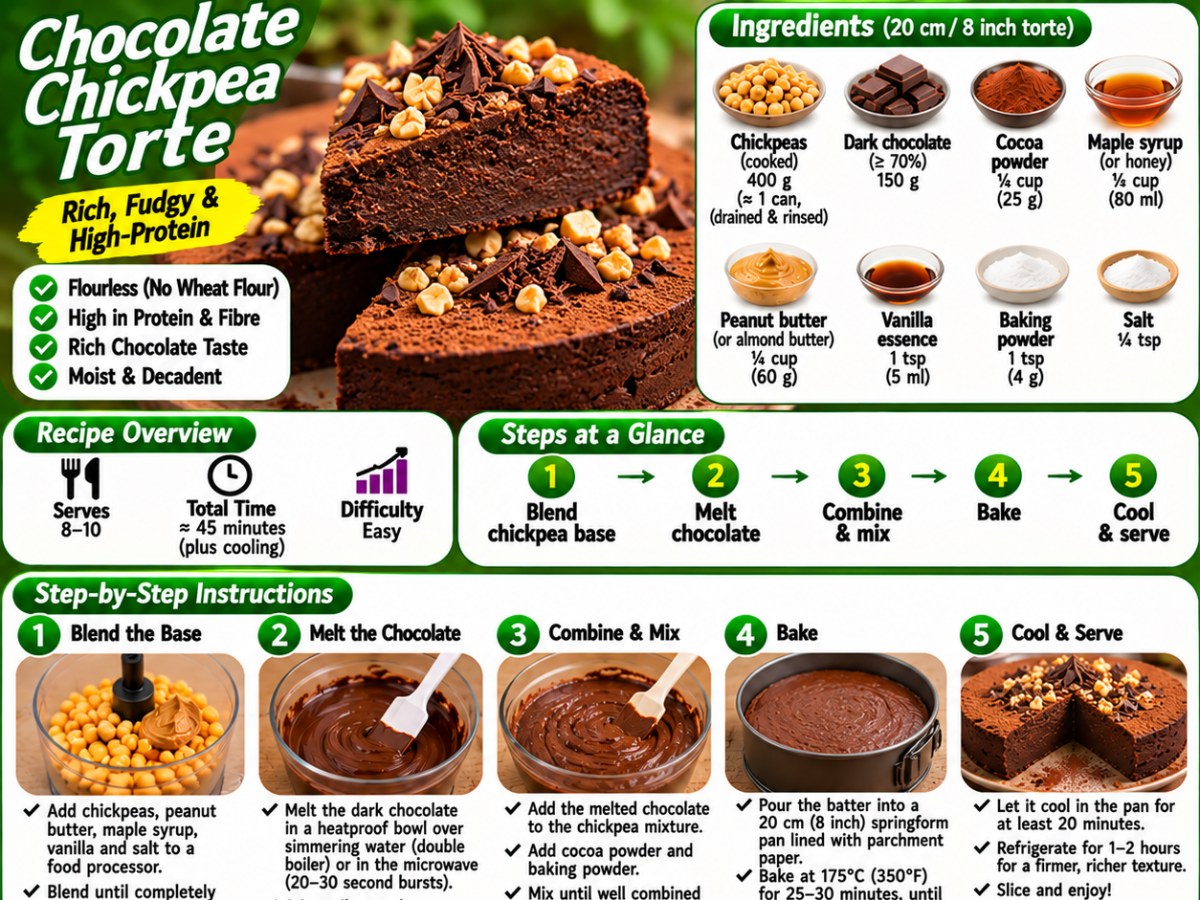 Chocolate
Chickpea
Torte
Rich, Fudgy &
High-Protein
Flourless (No Wheat Flour)
High in Protein & Fibre
Rich Chocolate Taste
Moist & Decadent
Ingredients (20 cm / 8 inch torte)
Chickpeas
(cooked)
400 g
(≈ 1 can,
(drained & rinsed)
Dark chocolate
(≥ 70%)
150 g
Cocoa
powder
¼ cup
(25 g)
Maple syrup
(or honey)
⅓ cup
(80 ml)
Peanut butter
(or almond butter)
¼ cup
(60 g)
Vanilla
essence
1 tsp
(5 ml)
Baking
powder
1 tsp
(4 g)
Salt
¼ tsp
Recipe Overview
Serves
8–10
Total Time
≈ 45 minutes
(plus cooling)
Difficulty
Easy
Steps at a Glance
1
Blend
chickpea base
2
Melt
chocolate
3
Combine
& mix
4
Bake
5
Cool
& serve
Step-by-Step Instructions
1 Blend the Base
Add chickpeas, peanut
butter, maple syrup,
vanilla and salt to a
food processor.
Blend until completely
2 Melt the Chocolate
Melt the dark chocolate
in a heatproof bowl over
simmering water (double
boiler) or in the microwave
(20–30 second bursts).
3 Combine & Mix
Add the melted chocolate
to the chickpea mixture.
Add cocoa powder and
baking powder.
Mix until well combined
4 Bake
Pour the batter into a
20 cm (8 inch) springform
pan lined with parchment
paper.
Bake at 175°C (350°F)
for 25–30 minutes, until
5 Cool & Serve
Let it cool in the pan for
at least 20 minutes.
Refrigerate for 1–2 hours
for a firmer, richer texture.
Slice and enjoy!